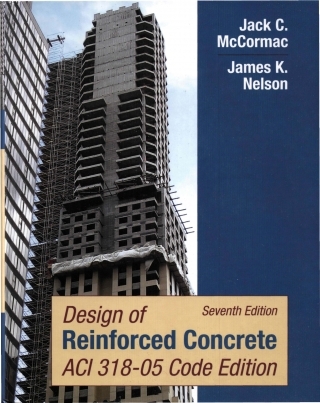 Jack C.
McCormac
James K.
Nelson
Design of
Seventh Edition
Reinforced Concrete
ACI 318-05 Code Edition